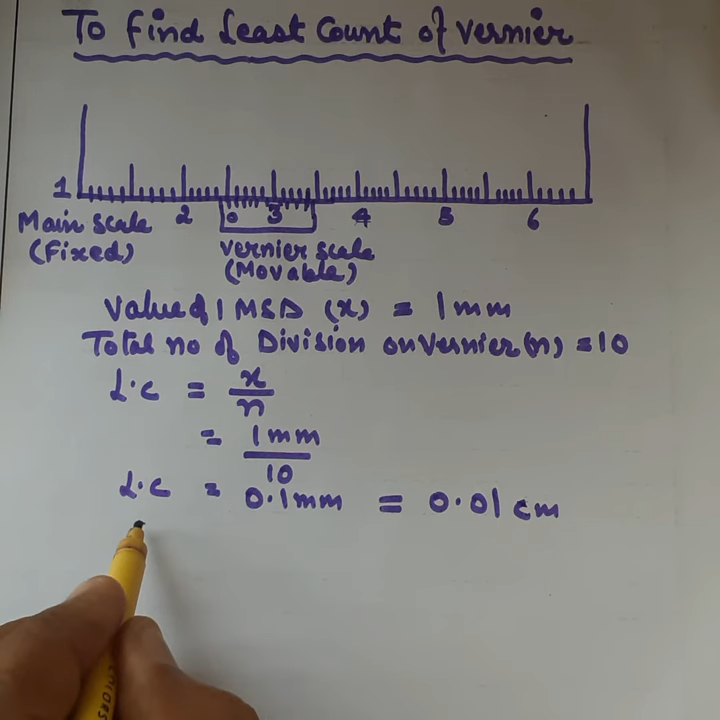 To find Least Count of Vernier
1
Main Scale 2 0 3 4 5 6
(Fixed) Vernier Scale
(Movable)
Value of 1 MSD (x) = 1mm
Total no of Division on Vernier (n) = 10
L.C = x/n
= 1mm/10
L.C = 0.1mm = 0.01 cm